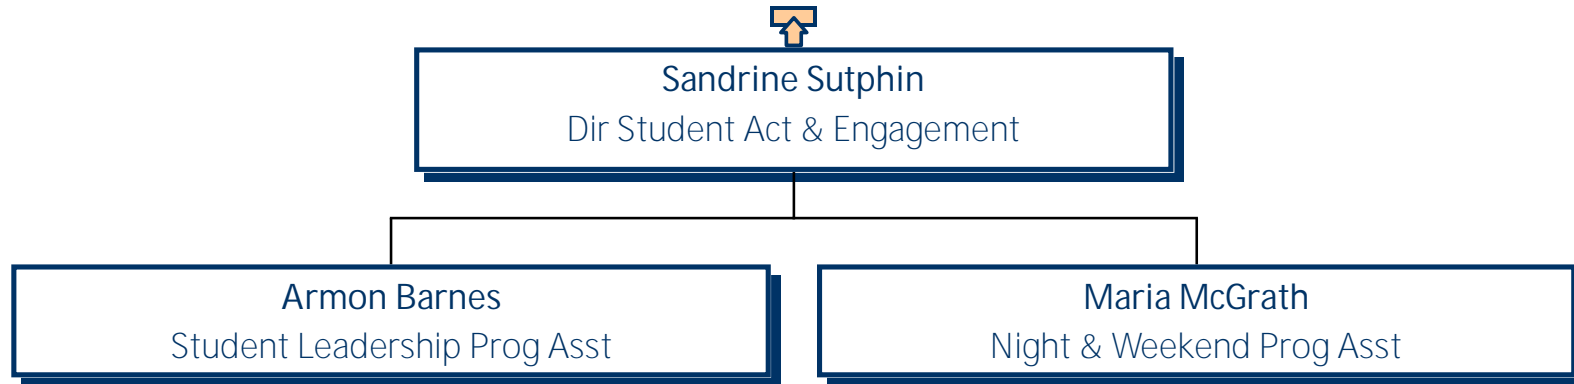 Sandrine Sutphin
Dir Student Act & Engagement
Armon Barnes
Student Leadership Prog Asst
Maria McGrath
Night & Weekend Prog Asst